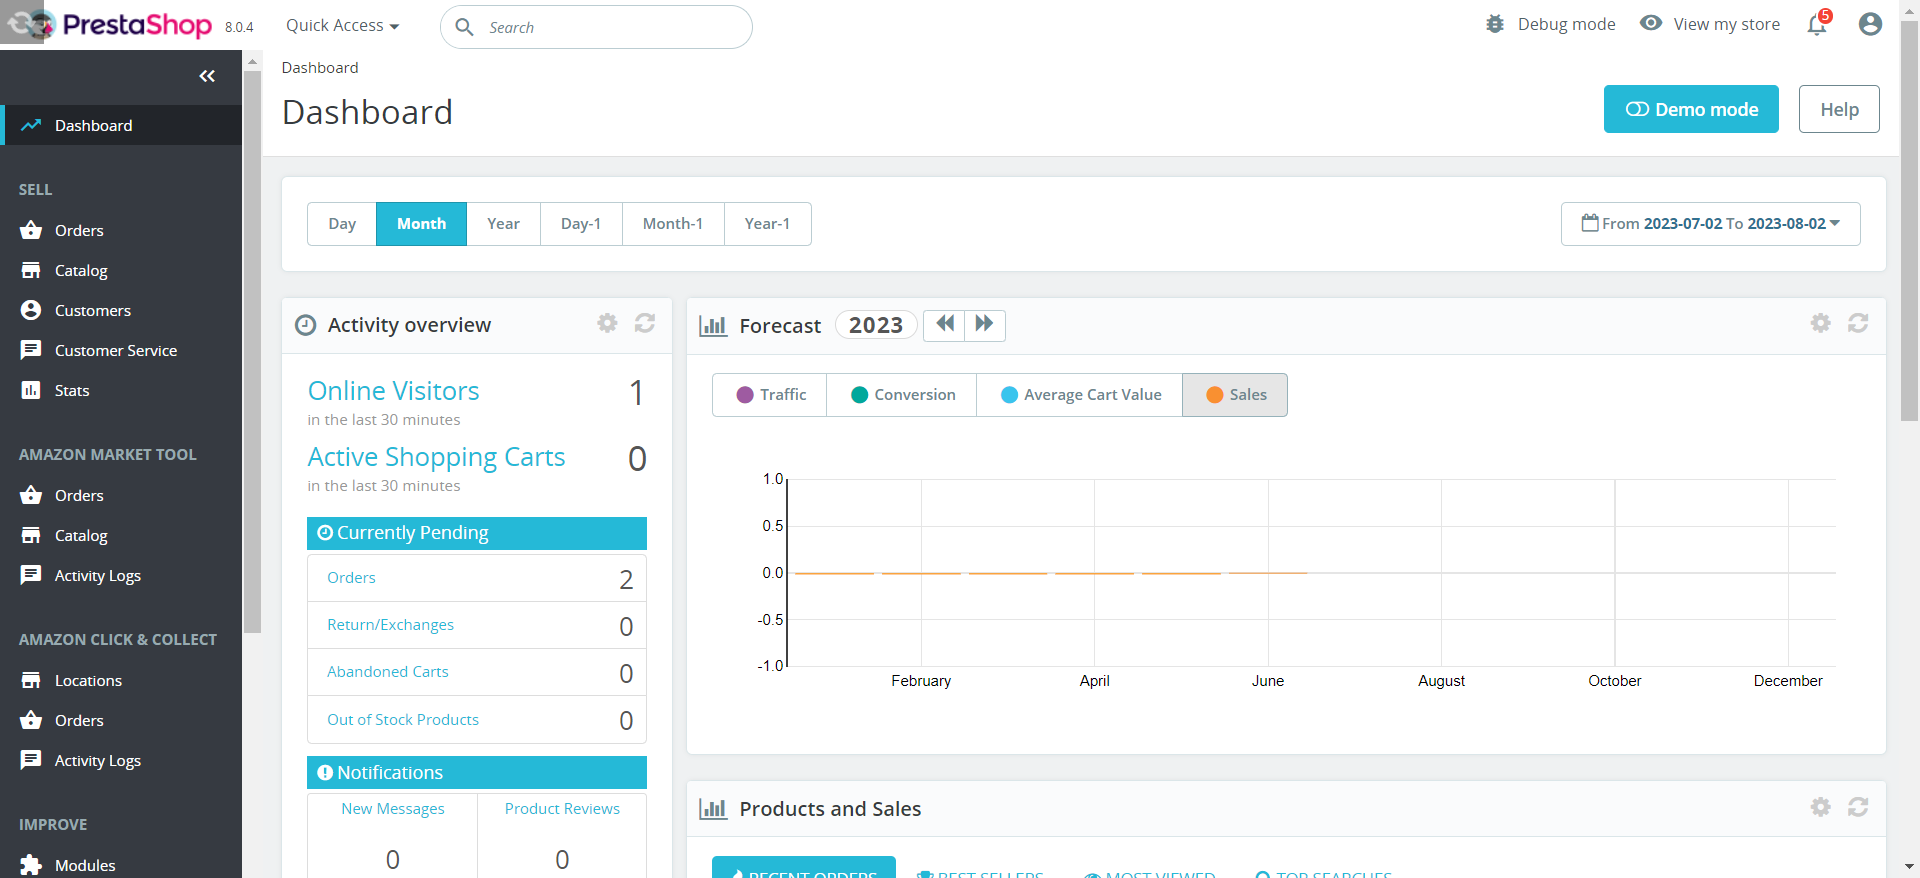 PrestaShop 8.0.4
Quick Access
Search
Debug mode
View my store
5
Dashboard
Dashboard
Demo mode
Help
Dashboard
SELL
Orders
Catalog
Customers
Customer Service
Stats
AMAZON MARKET TOOL
Orders
Catalog
Activity Logs
AMAZON CLICK & COLLECT
Locations
Orders
Activity Logs
IMPROVE
Modules
Day Month Year Day-1 Month-1 Year-1
From 2023-07-02 To 2023-08-02
Activity overview
Online Visitors 1
in the last 30 minutes
Active Shopping Carts 0
in the last 30 minutes
Currently Pending
Orders 2
Return/Exchanges 0
Abandoned Carts 0
Out of Stock Products 0
Notifications
New Messages Product Reviews
0 0
Forecast 2023
Traffic Conversion Average Cart Value Sales
1.0
0.5
0.0
-0.5
-1.0
February April June August October December
Products and Sales
RECENT ORDERS BEST SELLERS MOST VIEWED TOP SEARCHES